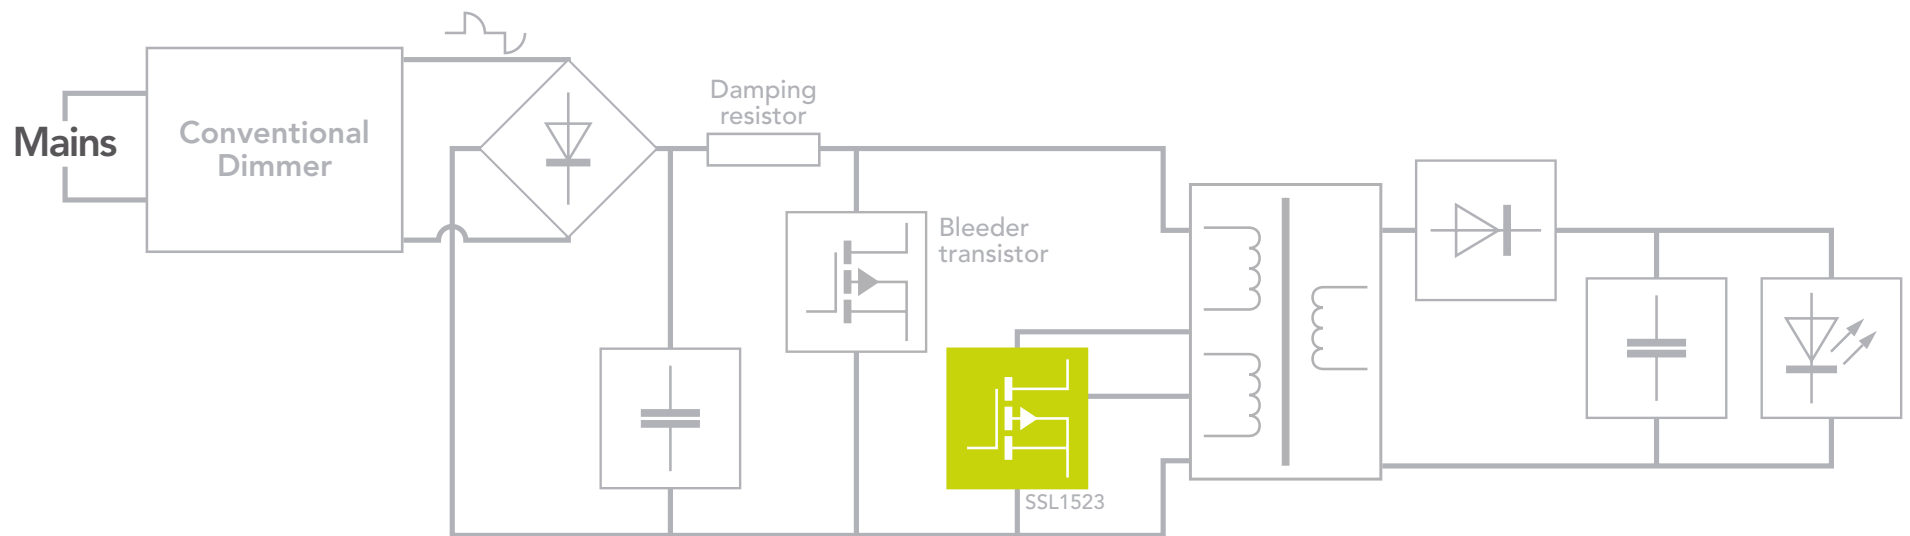 Mains
Conventional
Dimmer
Damping
resistor
Bleeder
transistor
SSL1523